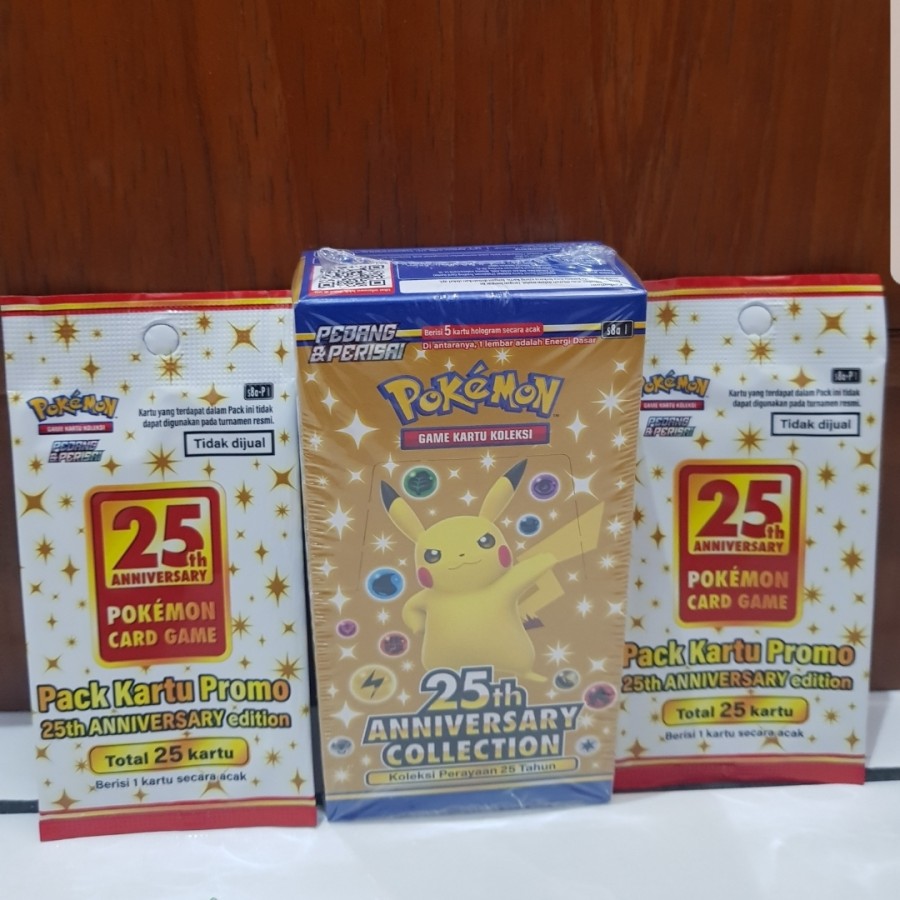 s8a-P I
Pokémon
GAME KARTU KOLEKSI
PEDANG
& PERISAI
Kartu yang terdapat dalam Pack ini tidak
dapat digunakan pada turnamen resmi.
Tidak dijual
25th
ANNIVERSARY
POKÉMON
CARD GAME
Pack Kartu Promo
25th ANNIVERSARY edition
Total 25 kartu
Berisi 1 kartu secara acak
PEDANG
& PERISAI
Berisi 5 kartu hologram secara acak
Di antaranya, 1 lembar adalah Energi Dasar
s8a I
Pokémon
GAME KARTU KOLEKSI
25th
ANNIVERSARY
COLLECTION
Koleksi Perayaan 25 Tahun
s8a-P I
Pokémon
GAME KARTU KOLEKSI
PEDANG
& PERISAI
Kartu yang terdapat dalam Pack ini tidak
dapat digunakan pada turnamen resmi.
Tidak dijual
25th
ANNIVERSARY
POKÉMON
CARD GAME
Pack Kartu Promo
25th ANNIVERSARY edition
Total 25 kartu
Berisi 1 kartu secara acak